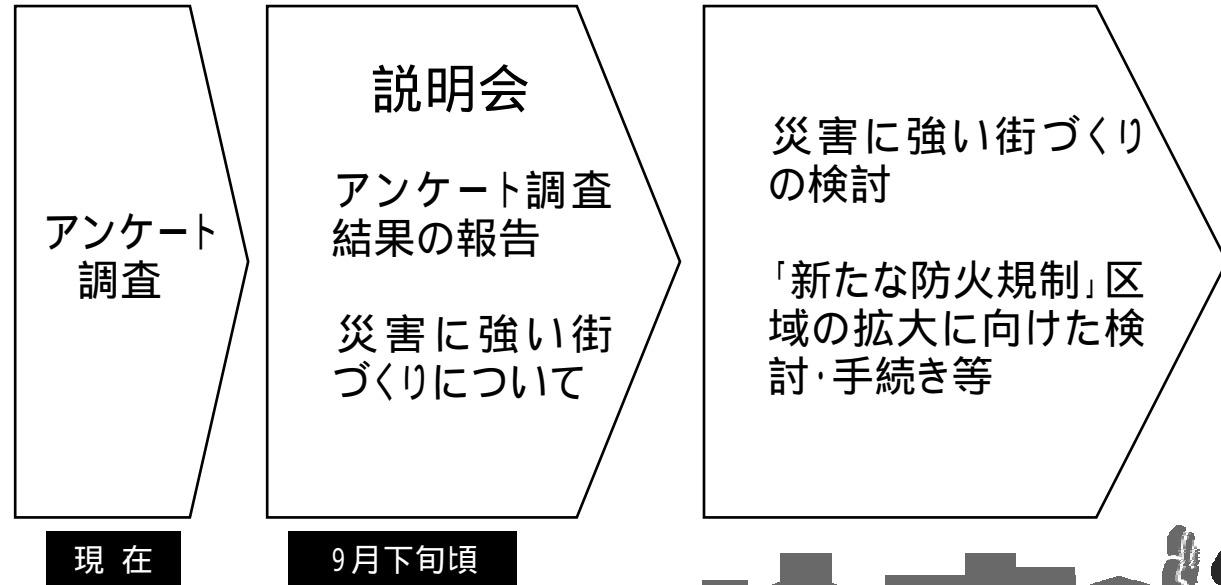 アンケート
調査
説明会
アンケート調査
結果の報告
災害に強い街
づくりについて
災害に強い街づくり
の検討
「新たな防火規制」区
域の拡大に向けた検
討・手続き等
現 在
9月下旬頃